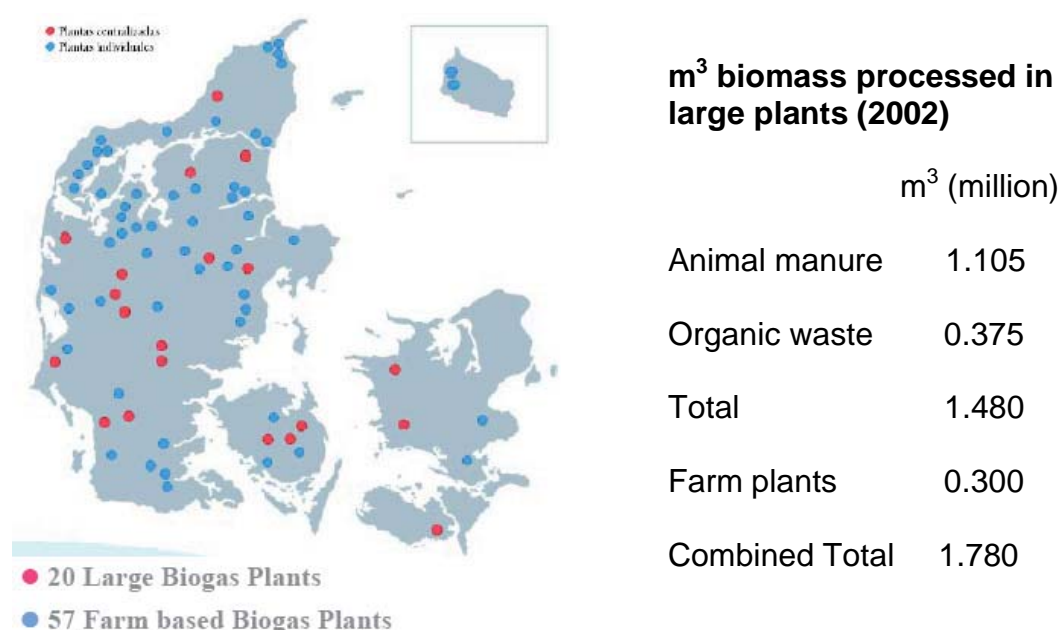 Plantas centralizadas
Plantas individuales
m³ biomass processed in
large plants (2002)
m³ (million)
Animal manure 1.105
Organic waste 0.375
Total 1.480
Farm plants 0.300
Combined Total 1.780
20 Large Biogas Plants
57 Farm based Biogas Plants